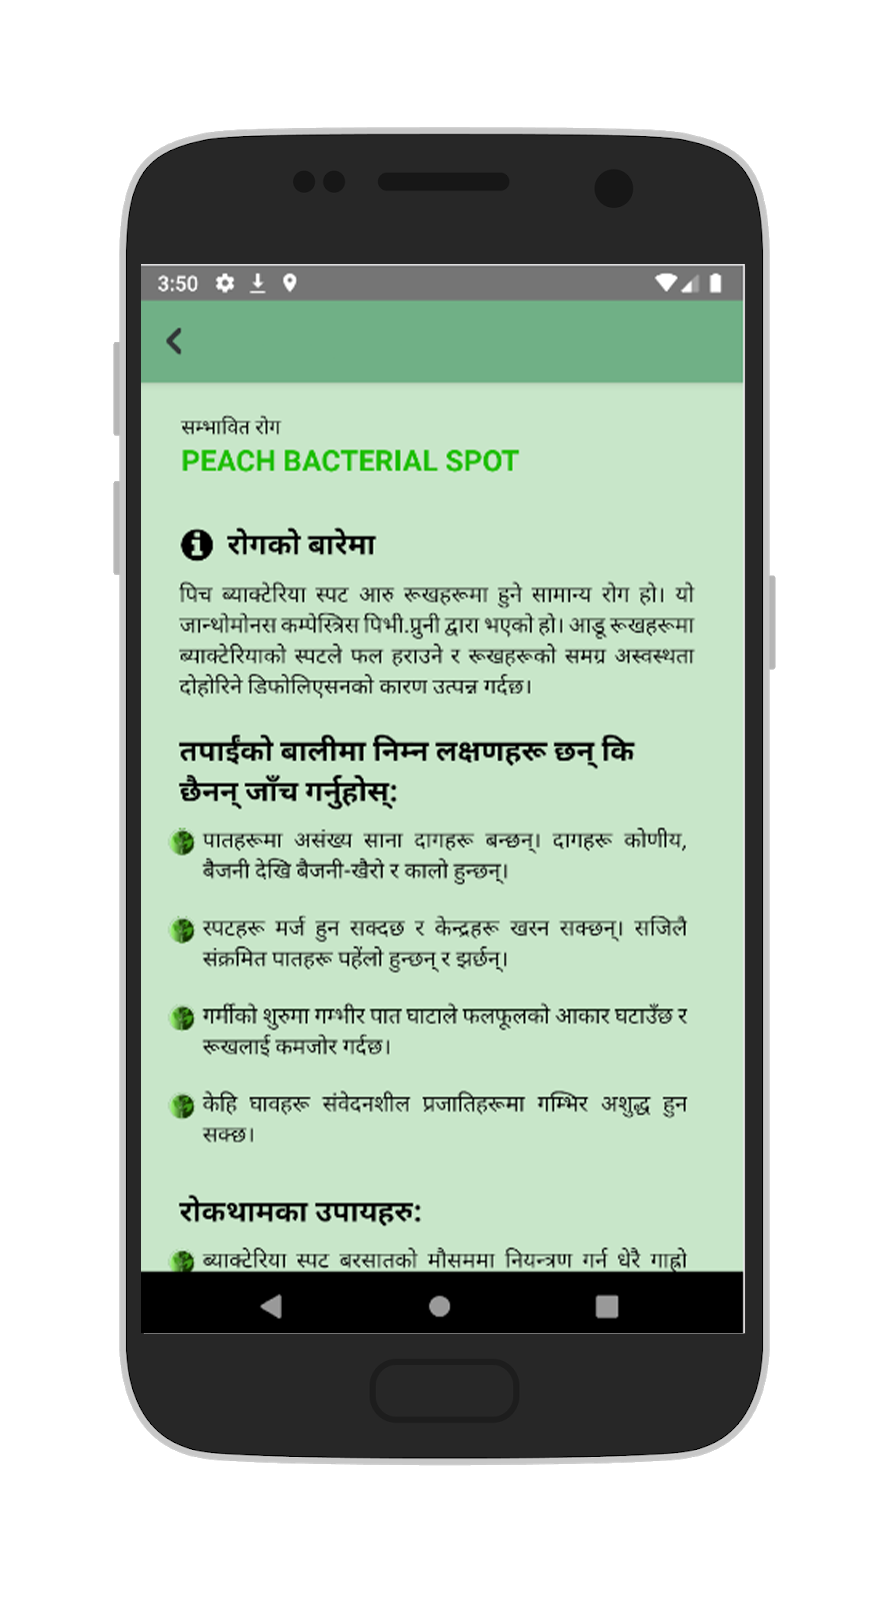 3:50
सम्भावित रोग
PEACH BACTERIAL SPOT
रोगको बारेमा
पिच ब्याक्टेरिया स्पट आरु रूखहरूमा हुने सामान्य रोग हो। यो
जान्थोमोनस कम्पेस्त्रिस पिभी.प्रुनी द्वारा भएको हो। आडू रूखहरूमा
ब्याक्टेरियाको स्पटले फल हराउने र रूखहरूको समग्र अस्वस्थता
दोहोरिने डिफोलिएसनको कारण उत्पन्न गर्दछ।
तपाईंको बालीमा निम्न लक्षणहरू छन् कि
छैनन् जाँच गर्नुहोस्:
पातहरूमा असंख्य साना दागहरू बन्छन्। दागहरू कोणीय,
बैजनी देखि बैजनी-खैरो र कालो हुन्छन्।
स्पटहरू मर्ज हुन सक्दछ र केन्द्रहरू खस्न सक्छन्। सजिलै
संक्रमित पातहरू पहेंलो हुन्छन् र झर्छन्।
गर्मीको शुरुमा गम्भीर पात घाटाले फलफूलको आकार घटाउँछ र
रूखलाई कमजोर गर्दछ।
केहि घावहरू संवेदनशील प्रजातिहरूमा गम्भिर अशुद्ध हुन
सक्छ।
रोकथामका उपायहरु:
ब्याक्टेरिया स्पट बरसातको मौसममा नियन्त्रण गर्न धेरै गाह्रो